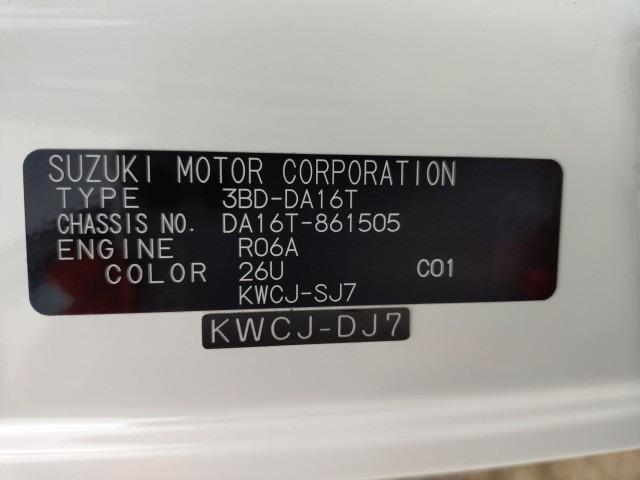 SUZUKI MOTOR CORPORATION
TYPE 3BD-DA16T
CHASSIS NO. DA16T-861505
ENGINE R06A
COLOR 26U C01
KWCJ-SJ7
KWCJ-DJ7